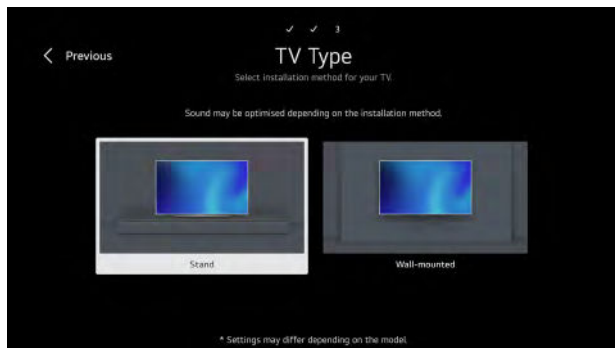 3
Previous
TV Type
Select installation method for your TV.
Sound may be optimised depending on the installation method.
Stand
Wall-mounted
* Settings may differ depending on the model.